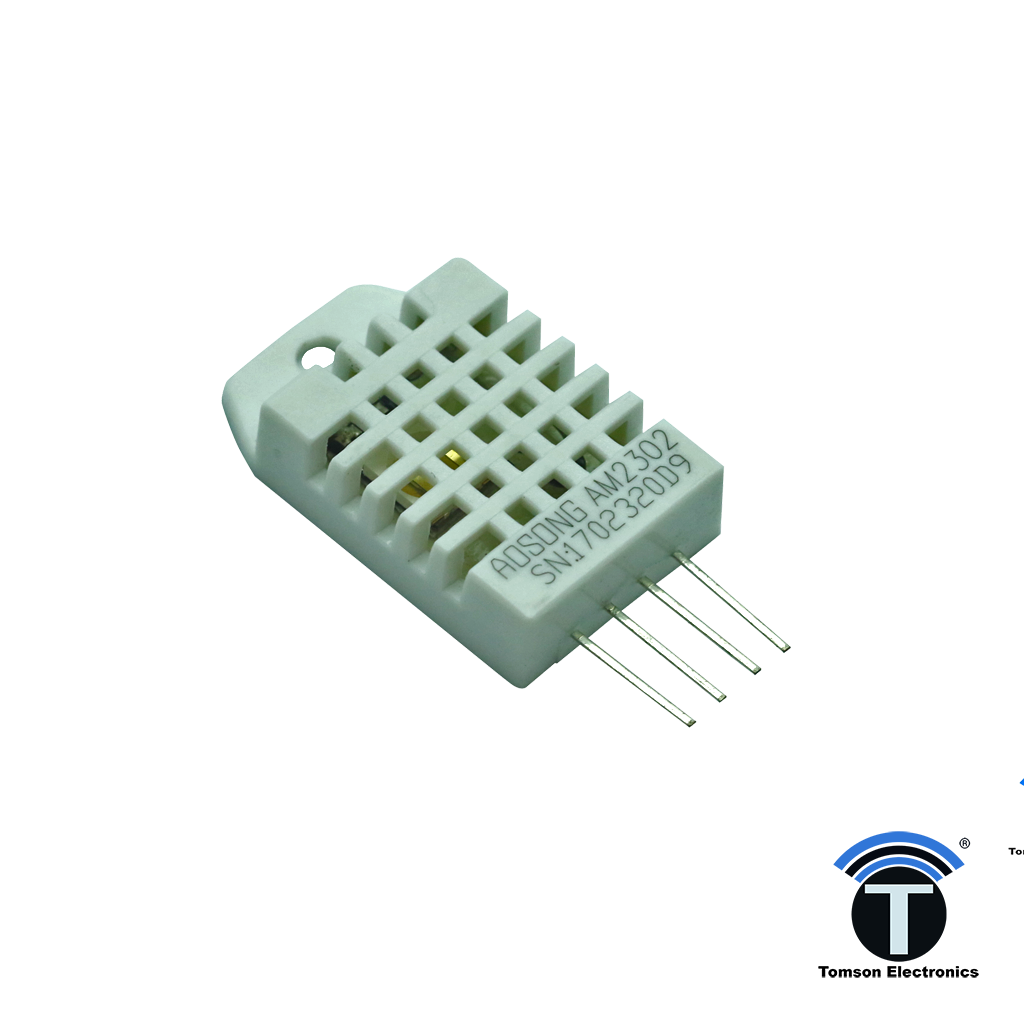 AOSONG AM2302
SN:1702320D9
®
T
Tomson Electronics